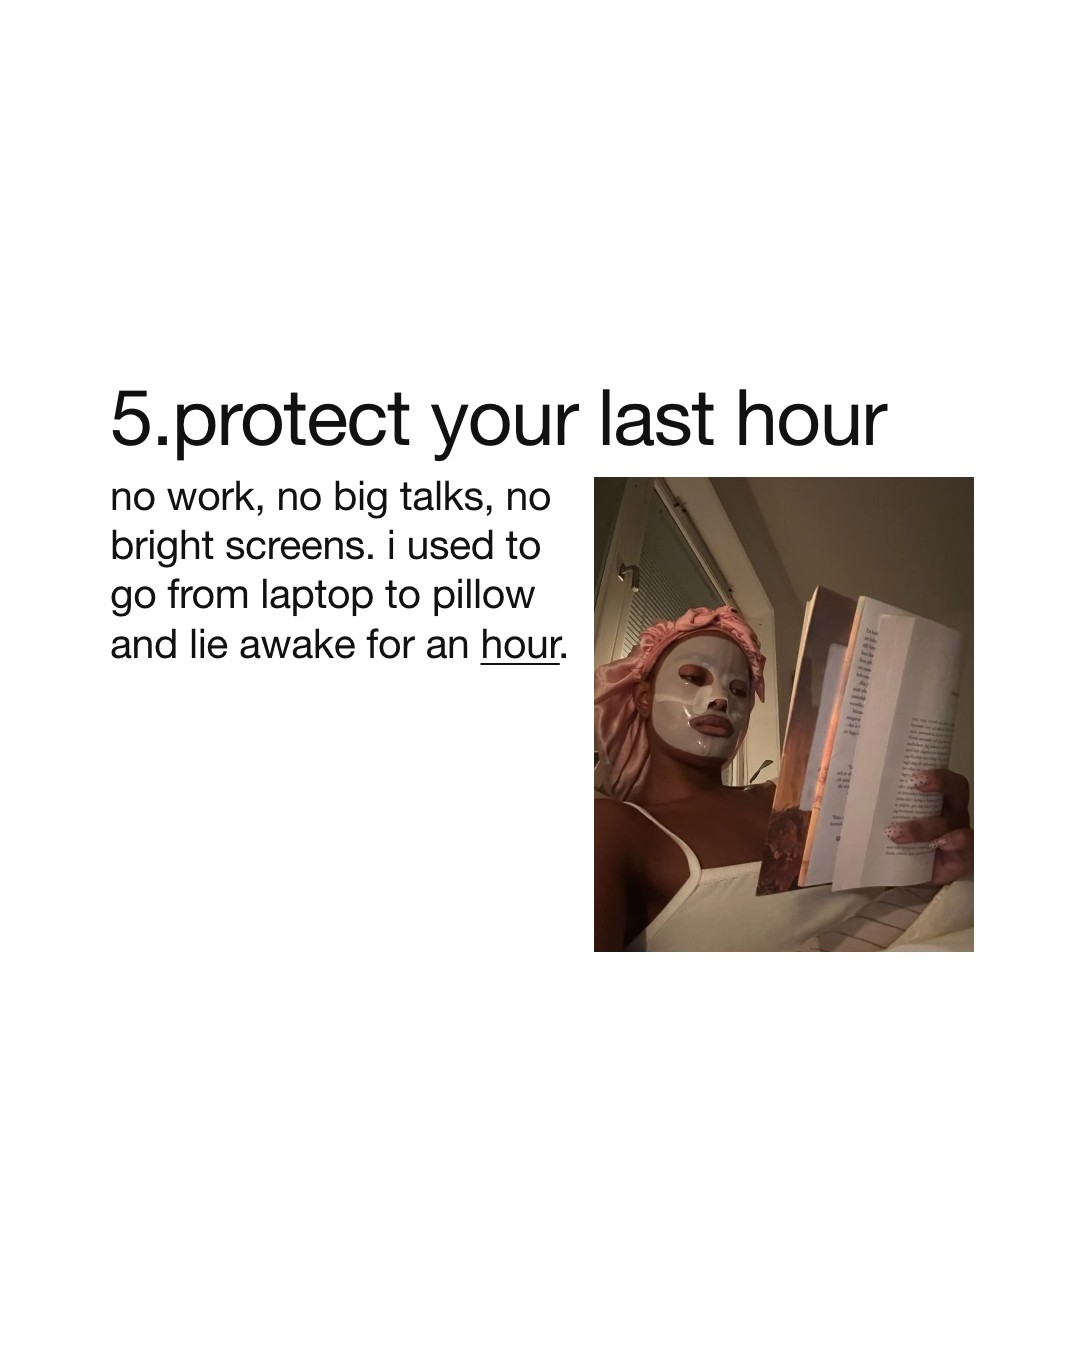 5.protect your last hour
no work, no big talks, no
bright screens. i used to
go from laptop to pillow
and lie awake for an hour.